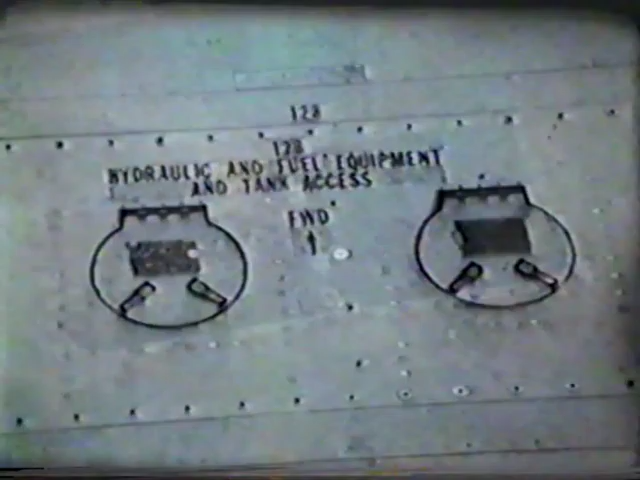 128
128
HYDRAULIC AND FUEL EQUIPMENT
AND TANK ACCESS
FWD